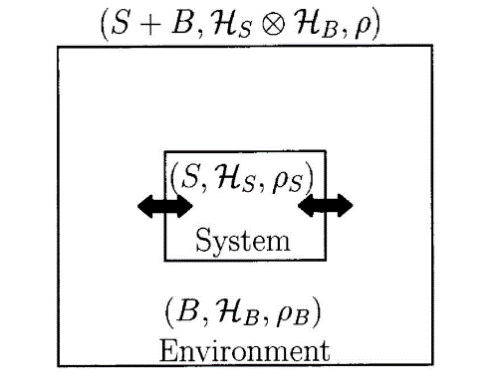 (S + B, ℋ_S ⊗ ℋ_B, ρ)
(S, ℋ_S, ρ_S)
System
(B, ℋ_B, ρ_B)
Environment